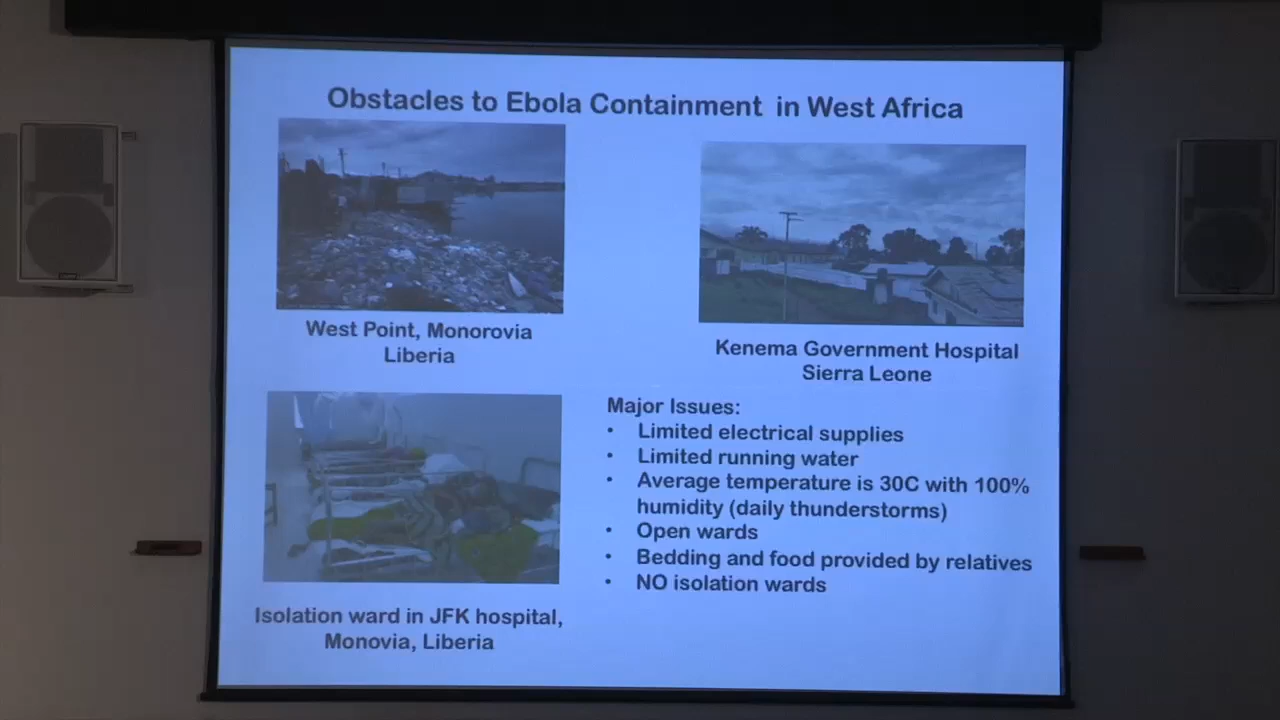 Obstacles to Ebola Containment in West Africa
West Point, Monorovia
Liberia
Kenema Government Hospital
Sierra Leone
Isolation ward in JFK hospital,
Monovia, Liberia
Major Issues:
• Limited electrical supplies
• Limited running water
• Average temperature is 30C with 100%
humidity (daily thunderstorms)
• Open wards
• Bedding and food provided by relatives
• NO isolation wards